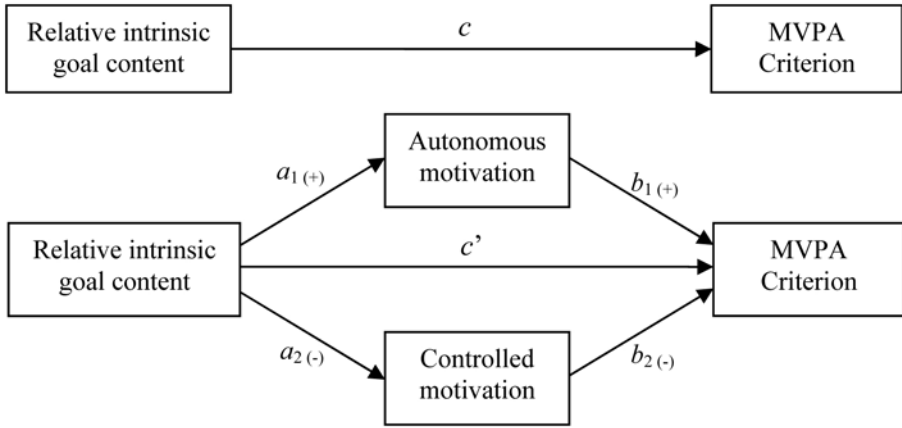 Relative intrinsic
goal content
c
MVPA
Criterion
Autonomous
motivation
a1 (+)
b1 (+)
Relative intrinsic
goal content
c’
MVPA
Criterion
a2 (-)
Controlled
motivation
b2 (-)